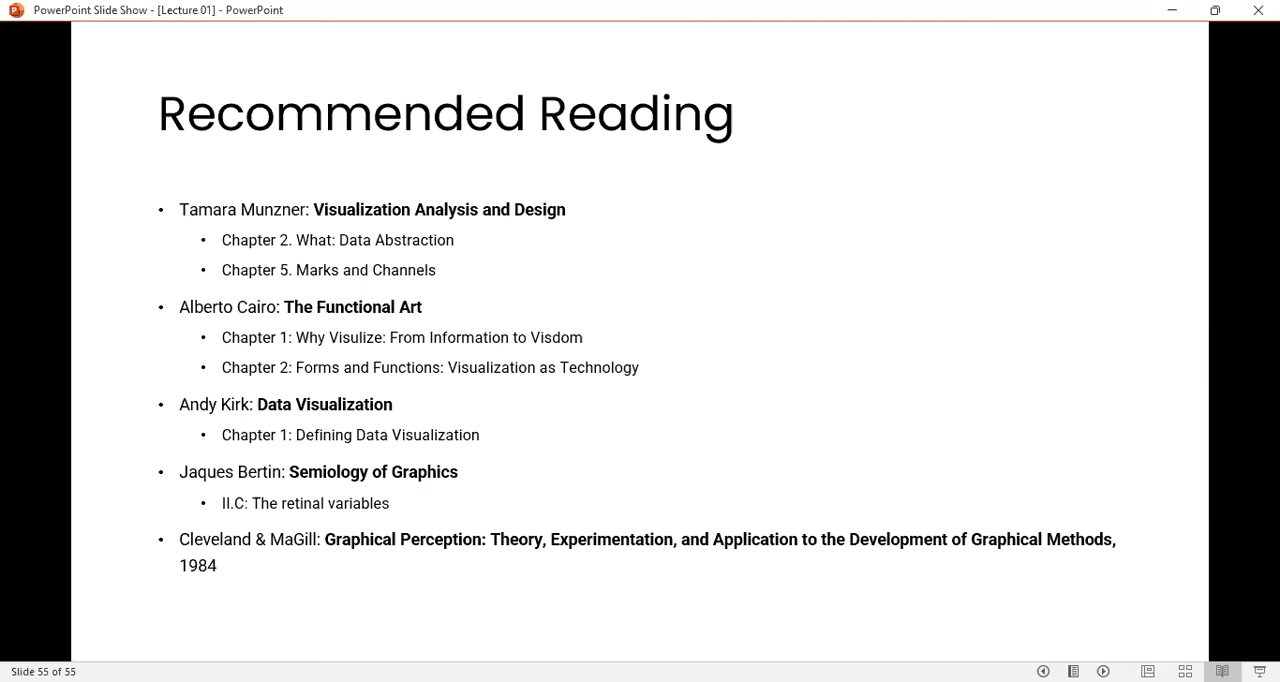 PowerPoint Slide Show - [Lecture 01] - PowerPoint
Recommended Reading
• Tamara Munzner: Visualization Analysis and Design
• Chapter 2. What: Data Abstraction
• Chapter 5. Marks and Channels
• Alberto Cairo: The Functional Art
• Chapter 1: Why Visulize: From Information to Visdom
• Chapter 2: Forms and Functions: Visualization as Technology
• Andy Kirk: Data Visualization
• Chapter 1: Defining Data Visualization
• Jaques Bertin: Semiology of Graphics
• II.C: The retinal variables
• Cleveland & MaGill: Graphical Perception: Theory, Experimentation, and Application to the Development of Graphical Methods,
1984
Slide 55 of 55